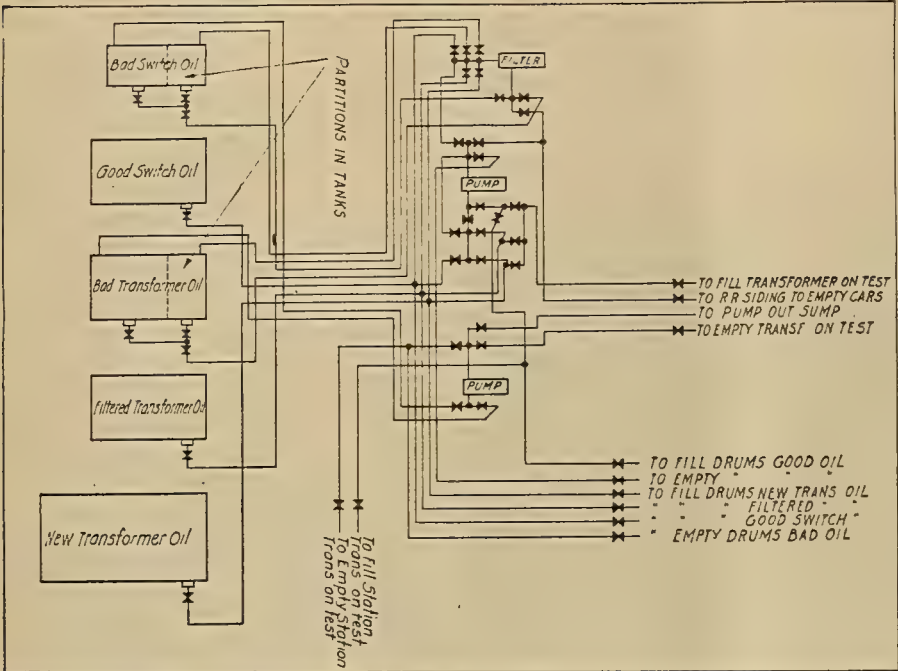 Bad Switch Oil
PARTITIONS IN TANKS
FILTER
Good Switch Oil
PUMP
Bad Transformer Oil
TO FILL TRANSFORMER ON TEST
TO RR SIDING TO EMPTY CARS
TO PUMP OUT SUMP
TO EMPTY TRANSF ON TEST
Filtered Transformer Oil
PUMP
TO FILL DRUMS GOOD OIL
TO EMPTY " " "
TO FILL DRUMS NEW TRANS OIL
" " " FILTERED " "
" " " GOOD SWITCH "
" EMPTY DRUMS BAD OIL
New Transformer Oil
To Fill Station
Trans on test
To Empty Station
Trans on test